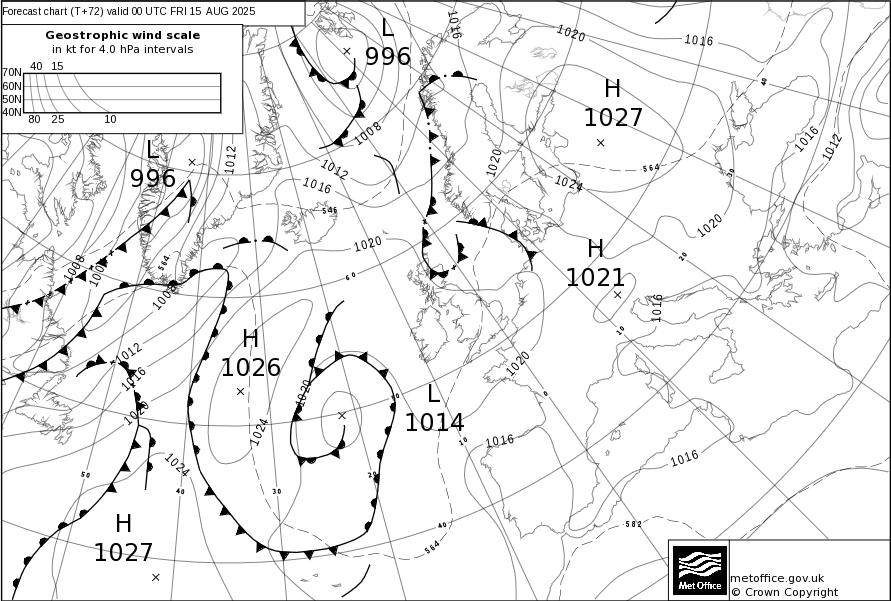 Forecast chart (T+72) valid 00 UTC FRI 15 AUG 2025
Geostrophic wind scale
in kt for 4.0 hPa intervals
40 15
70N
60N
50N
40N
80 25 10
L
996
1016
1020
1016
40
H
1027
1008
1012
L
996
1012
1016
1016
1012
1020
564
50
1024
546
1020
1020
H
1021
1008
564
20
60
1008
1016
10
H
1026
1012
1016
1020
1020
1020
0
L
1014
1024
10
1016
1016
1024
50
40
30
20
H
1027
40
582
564
Met Office
metoffice.gov.uk
© Crown Copyright